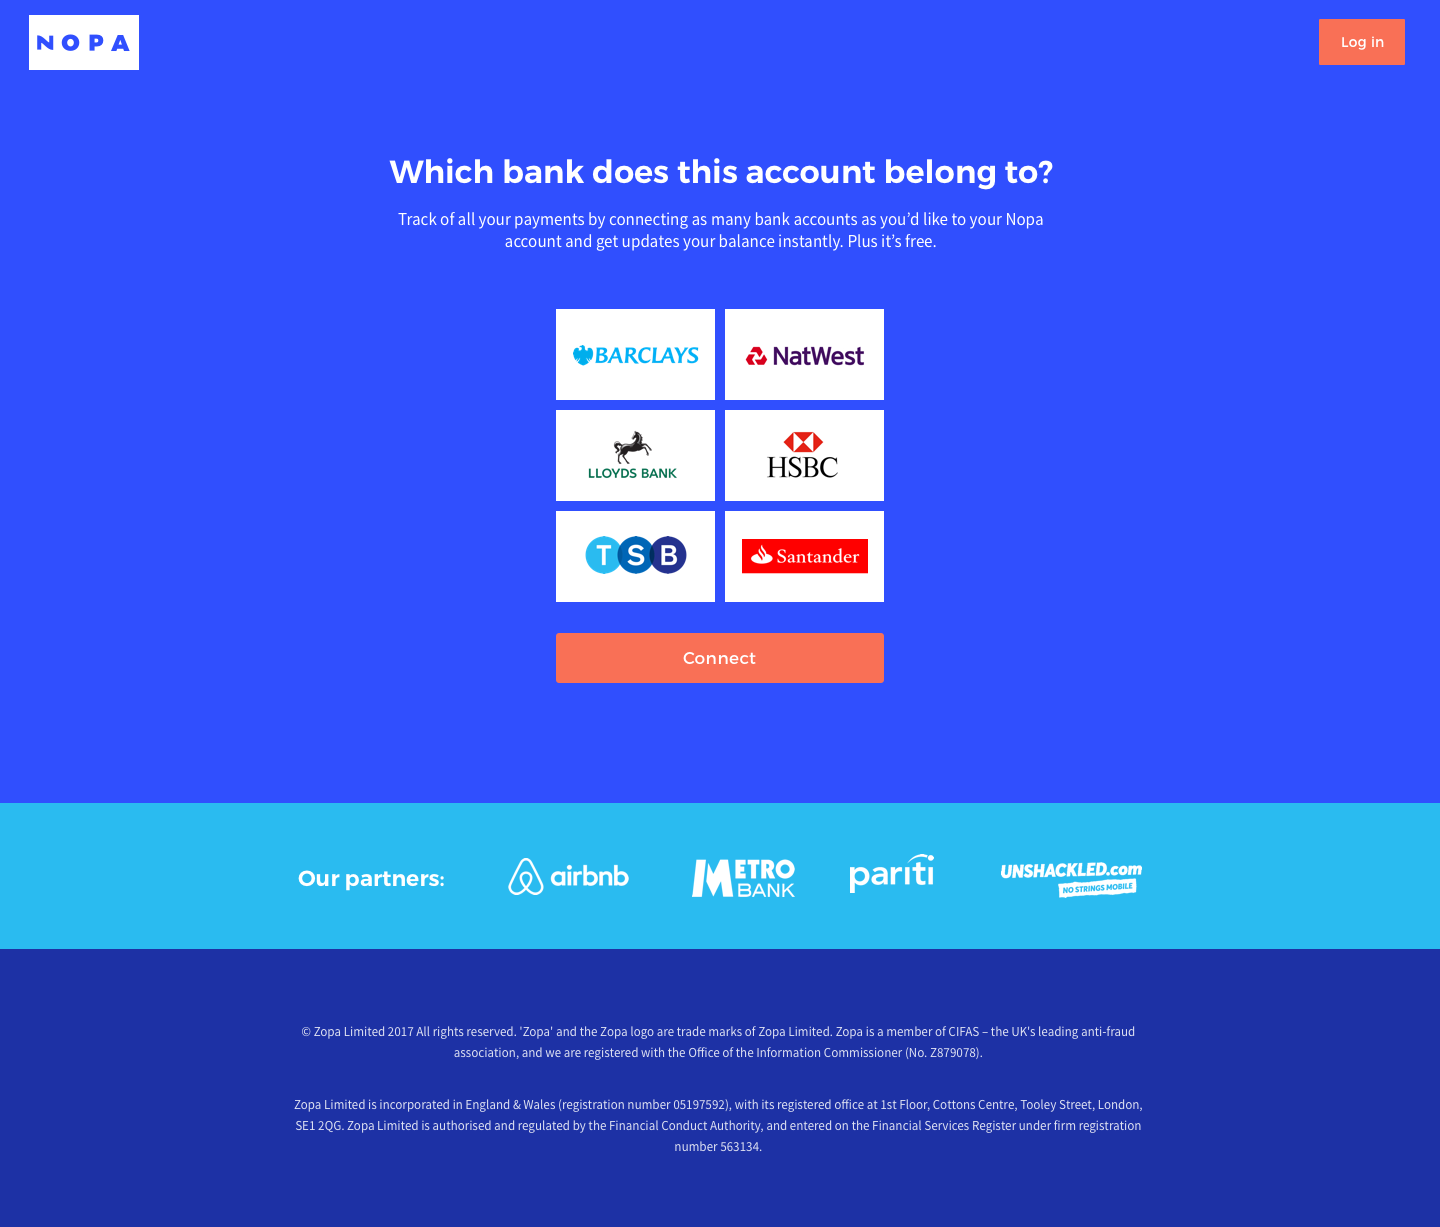 NOPA
Log in
Which bank does this account belong to?
Track of all your payments by connecting as many bank accounts as you’d like to your Nopa
account and get updates your balance instantly. Plus it’s free.
BARCLAYS
NatWest
LLOYDS BANK
HSBC
TSB
Santander
Connect
Our partners:
airbnb
METRO
BANK
pariti
UNSHACKLED.com
NO STRINGS MOBILE
© Zopa Limited 2017 All rights reserved. 'Zopa' and the Zopa logo are trade marks of Zopa Limited. Zopa is a member of CIFAS – the UK's leading anti-fraud
association, and we are registered with the Office of the Information Commissioner (No. Z879078).
Zopa Limited is incorporated in England & Wales (registration number 05197592), with its registered office at 1st Floor, Cottons Centre, Tooley Street, London,
SE1 2QG. Zopa Limited is authorised and regulated by the Financial Conduct Authority, and entered on the Financial Services Register under firm registration
number 563134.